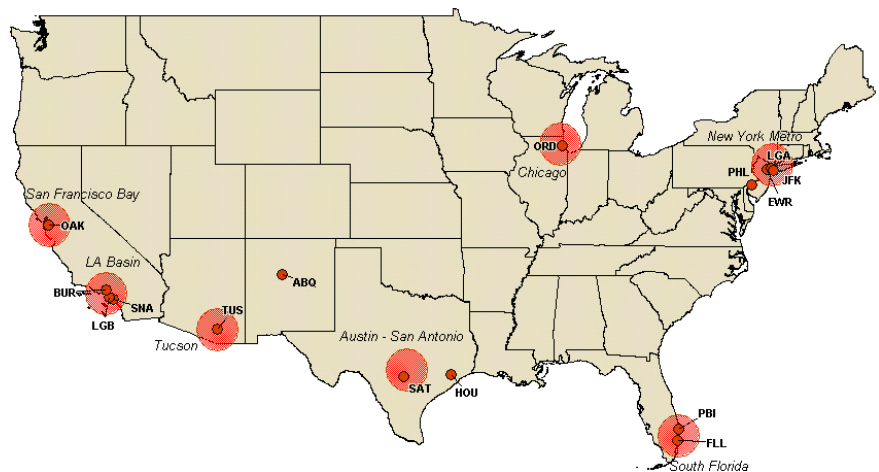 New York Metro
ORD
LGA
Chicago
PHL
JFK
EWR
San Francisco Bay
OAK
LA Basin
ABQ
BUR
SNA
TUS
LGB
Tucson
Austin - San Antonio
SAT
HOU
PBI
FLL
South Florida